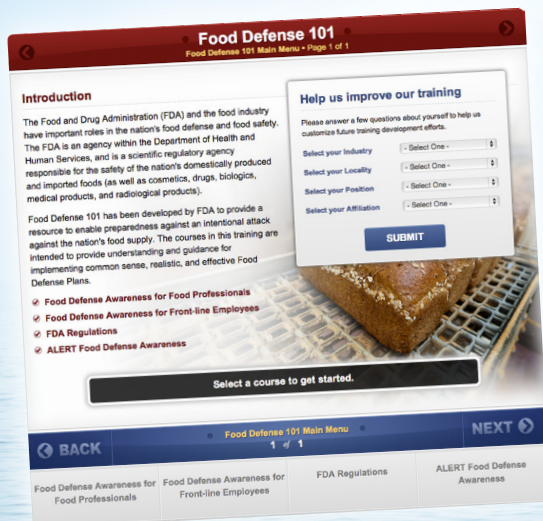 Food Defense 101
Food Defense 101 Main Menu • Page 1 of 1
Introduction
The Food and Drug Administration (FDA) and the food industry
have important roles in the nation's food defense and food safety.
The FDA is an agency within the Department of Health and
Human Services, and is a scientific regulatory agency
responsible for the safety of the nation's domestically produced
and imported foods (as well as cosmetics, drugs, biologics,
medical products, and radiological products).
Food Defense 101 has been developed by FDA to provide a
resource to enable preparedness against an intentional attack
against the nation's food supply. The courses in this training are
intended to provide understanding and guidance for
implementing common sense, realistic, and effective Food
Defense Plans.
Food Defense Awareness for Food Professionals
Food Defense Awareness for Front-line Employees
FDA Regulations
ALERT Food Defense Awareness
Help us improve our training
Please answer a few questions about yourself to help us
customize future training development efforts.
Select your Industry - Select One -
Select your Locality - Select One -
Select your Position - Select One -
Select your Affiliation - Select One -
SUBMIT
Select a course to get started.
BACK
Food Defense 101 Main Menu
1 of 1
NEXT
Food Defense Awareness for
Food Professionals
Food Defense Awareness for
Front-line Employees
FDA Regulations
ALERT Food Defense
Awareness